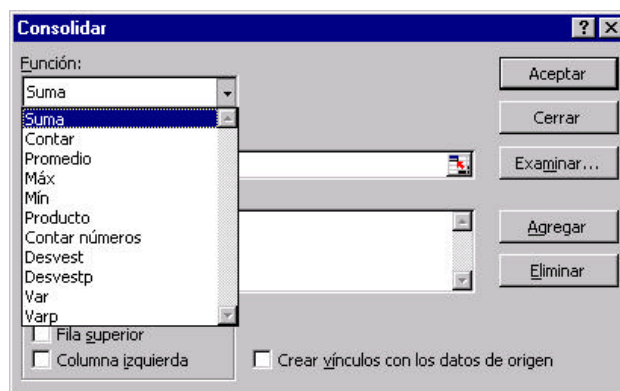 Consolidar
Función:
Suma
Suma
Contar
Promedio
Máx
Mín
Producto
Contar números
Desvest
Desvestp
Var
Varp
Fila superior
Columna izquierda
Crear vínculos con los datos de origen
Aceptar
Cerrar
Examinar...
Agregar
Eliminar